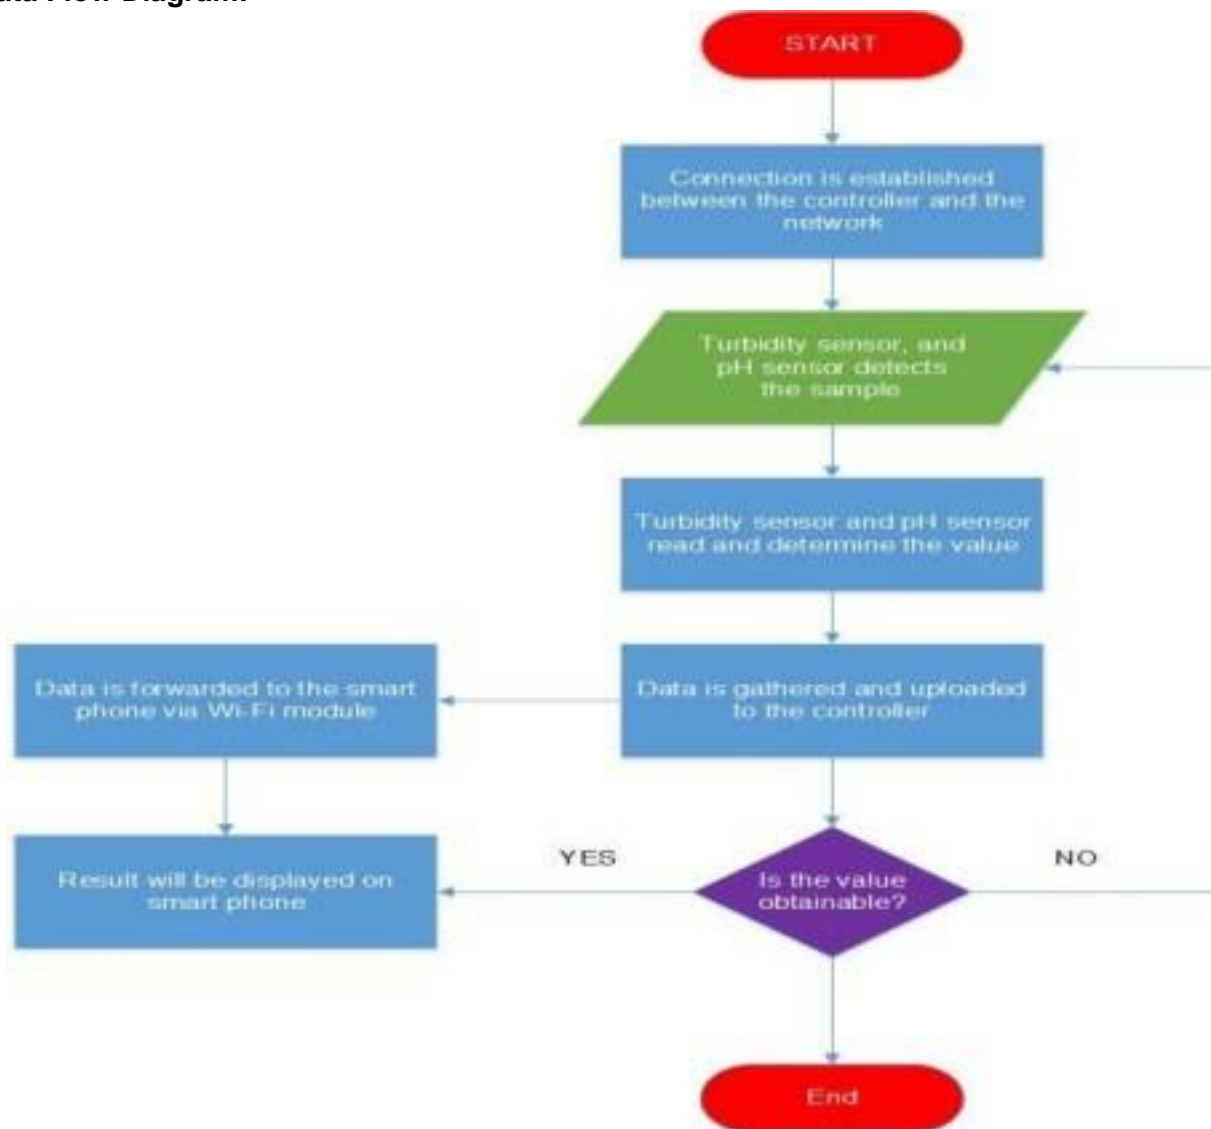 START
Connection is established
between the controller and the
network
Turbidity sensor, and
pH sensor detects
the sample
Turbidity sensor and pH sensor
read and determine the value
Data is forwarded to the smart
phone via Wi-Fi module
Data is gathered and uploaded
to the controller
YES
NO
Result will be displayed on
smart phone
Is the value
obtainable?
End